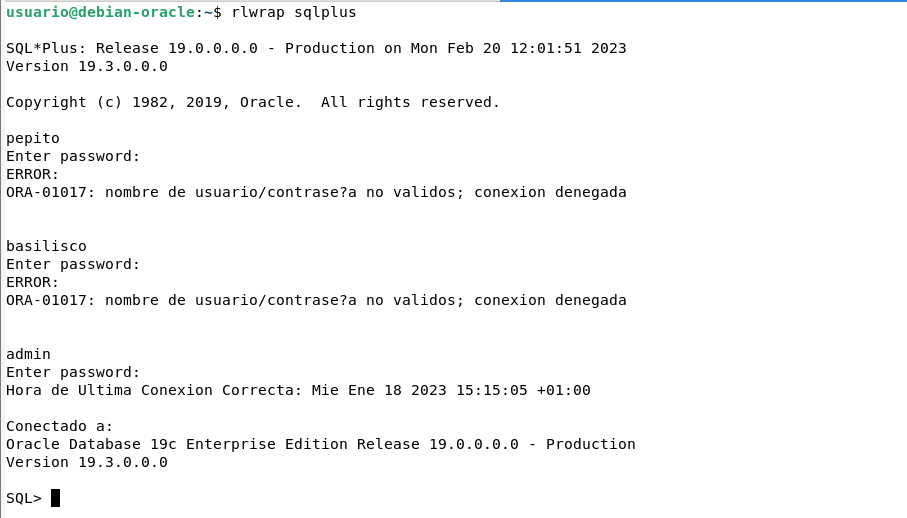 usuario@debian-oracle:~$ rlwrap sqlplus
SQL*Plus: Release 19.0.0.0.0 - Production on Mon Feb 20 12:01:51 2023
Version 19.3.0.0.0
Copyright (c) 1982, 2019, Oracle.  All rights reserved.
pepito
Enter password:
ERROR:
ORA-01017: nombre de usuario/contrase?a no validos; conexion denegada
basilisco
Enter password:
ERROR:
ORA-01017: nombre de usuario/contrase?a no validos; conexion denegada
admin
Enter password:
Hora de Ultima Conexion Correcta: Mie Ene 18 2023 15:15:05 +01:00
Conectado a:
Oracle Database 19c Enterprise Edition Release 19.0.0.0.0 - Production
Version 19.3.0.0.0
SQL>